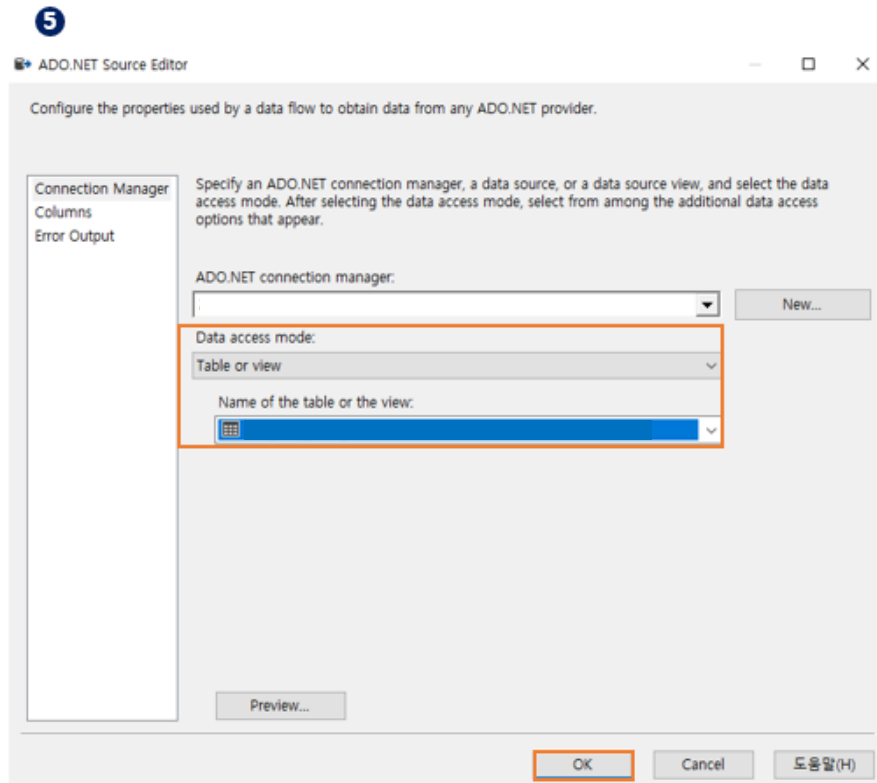 5
ADO.NET Source Editor
Configure the properties used by a data flow to obtain data from any ADO.NET provider.
Connection Manager
Columns
Error Output
Specify an ADO.NET connection manager, a data source, or a data source view, and select the data
access mode. After selecting the data access mode, select from among the additional data access
options that appear.
ADO.NET connection manager:
New...
Data access mode:
Table or view
Name of the table or the view:
Preview...
OK
Cancel
도움말(H)